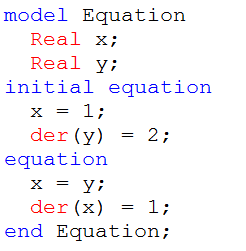 model Equation
  Real x;
  Real y;
initial equation
  x = 1;
  der(y) = 2;
equation
  x = y;
  der(x) = 1;
end Equation;